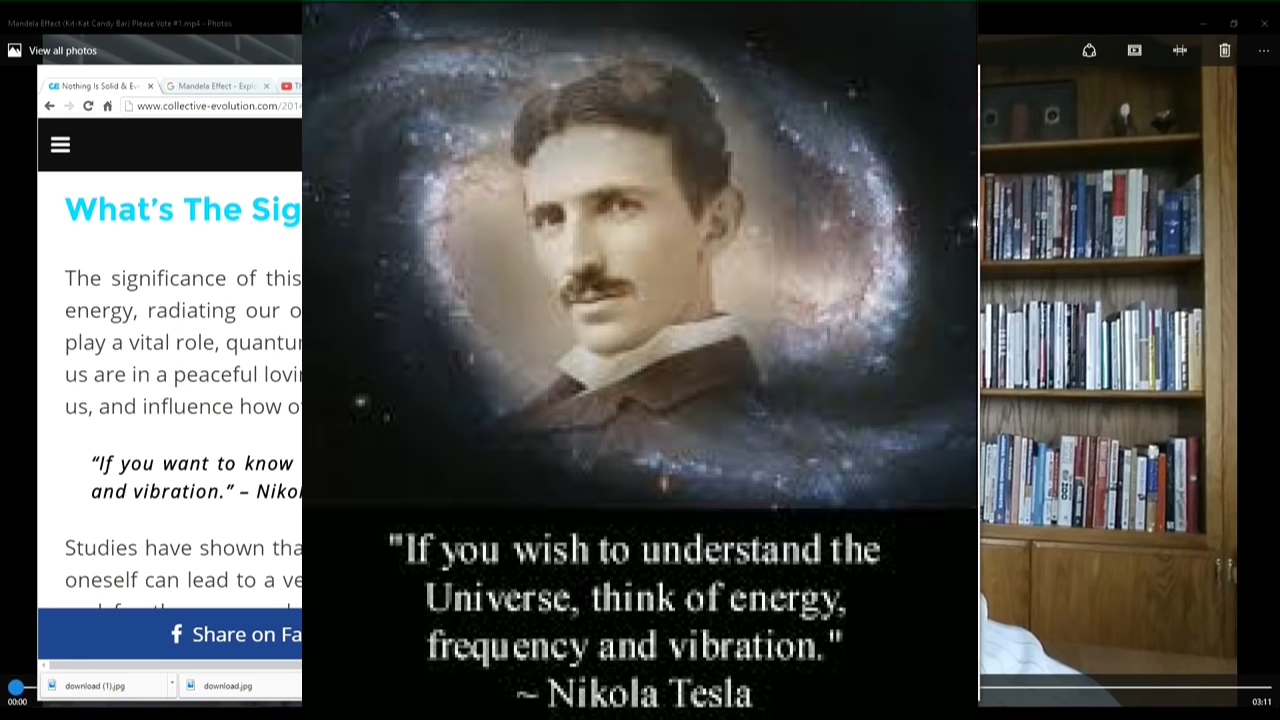 Mandela Effect (Kit-Kat Candy Bar) Please Vote #1.mp4 - Photos
View all photos
Nothing Is Solid & Ev
Mandela Effect - Expl
Th
www.collective-evolution.com/2014
What's The Sig
The significance of this
energy, radiating our o
play a vital role, quantu
us are in a peaceful lovi
us, and influence how o
"If you want to know
and vibration." – Niko
Studies have shown tha
oneself can lead to a ve
Share on Fa
download (1).jpg
download.jpg
"If you wish to understand the
Universe, think of energy,
frequency and vibration."
~ Nikola Tesla
00:00
03:11